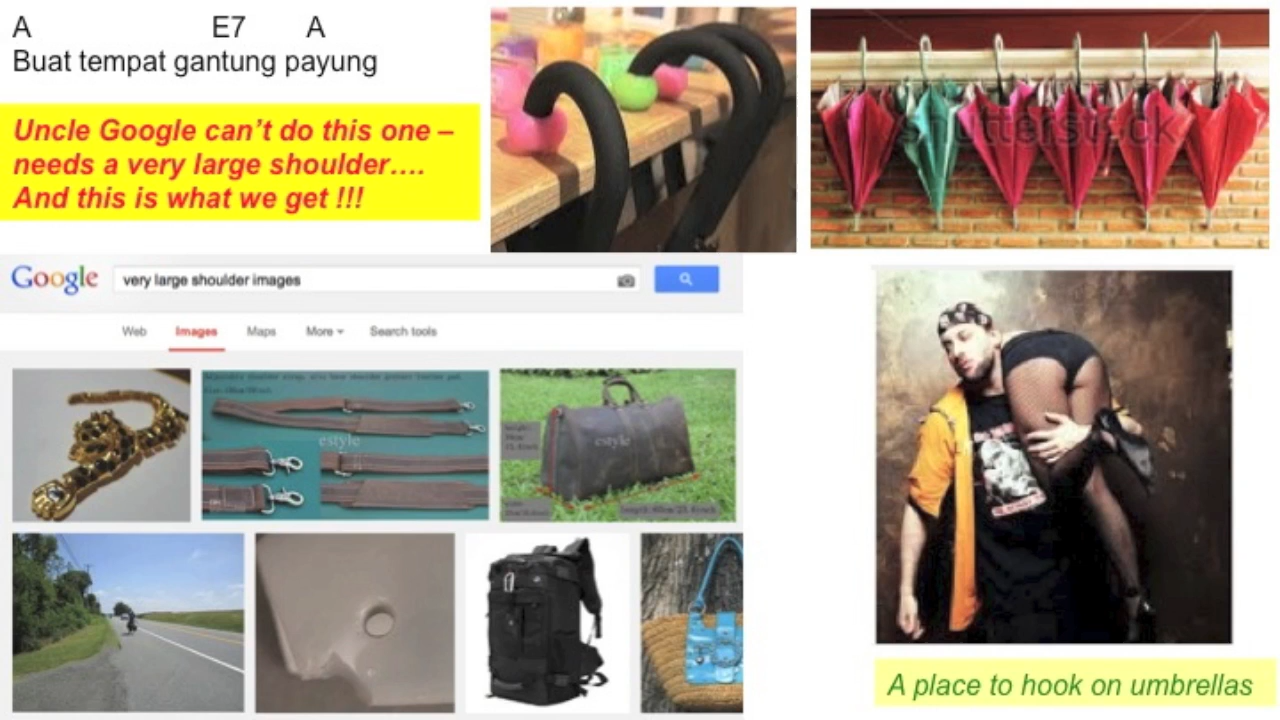 A E7 A
Buat tempat gantung payung
Uncle Google can't do this one –
needs a very large shoulder….
And this is what we get !!!
shutterstock
Google
very large shoulder images
Web Images Maps More Search tools
estyle
estyle
A place to hook on umbrellas